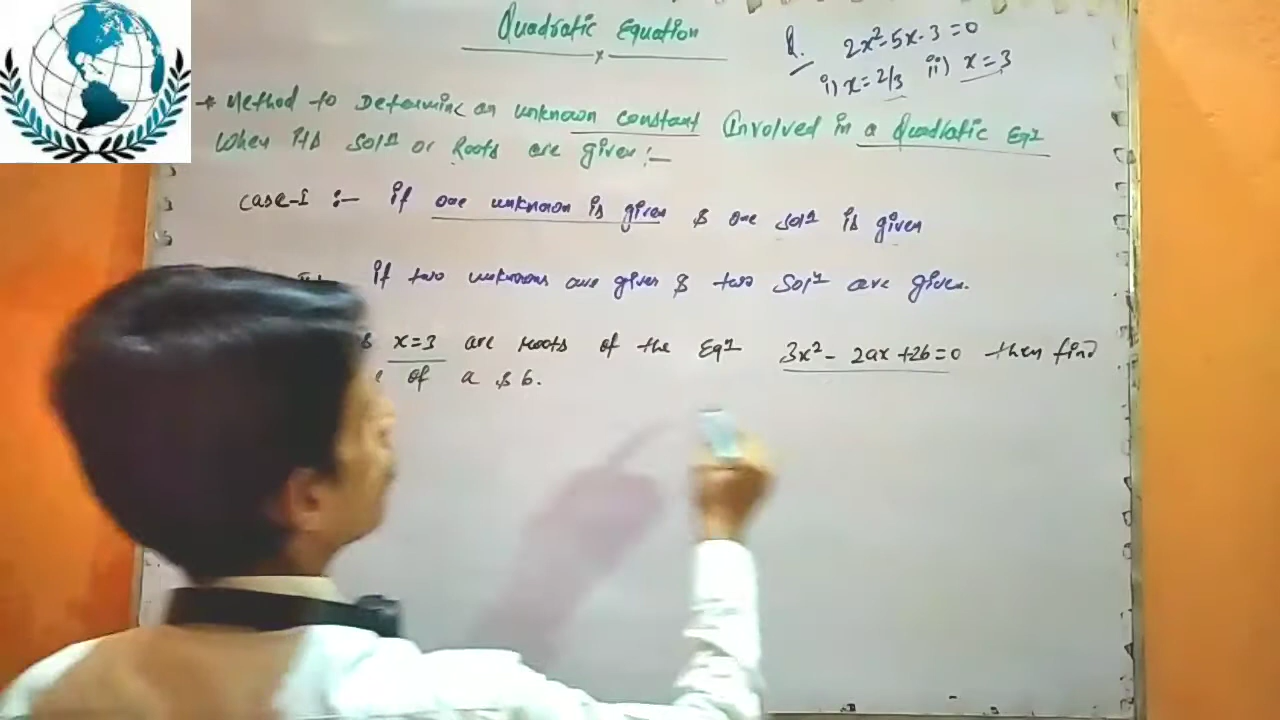 Quadratic Equation
Q. 2x²-5x-3=0
i) x=2/3 ii) x=3
* Method to Determine an unknown constant Involved in a Quadratic Eqn
When its Soln or Roots are given:-
Case-I :- if one unknown is given & one soln is given
if two unknowns are given & two Soln are given.
& x=3 are roots of the Eqn 3x² - 2ax + 2b = 0 then find
of a & b.